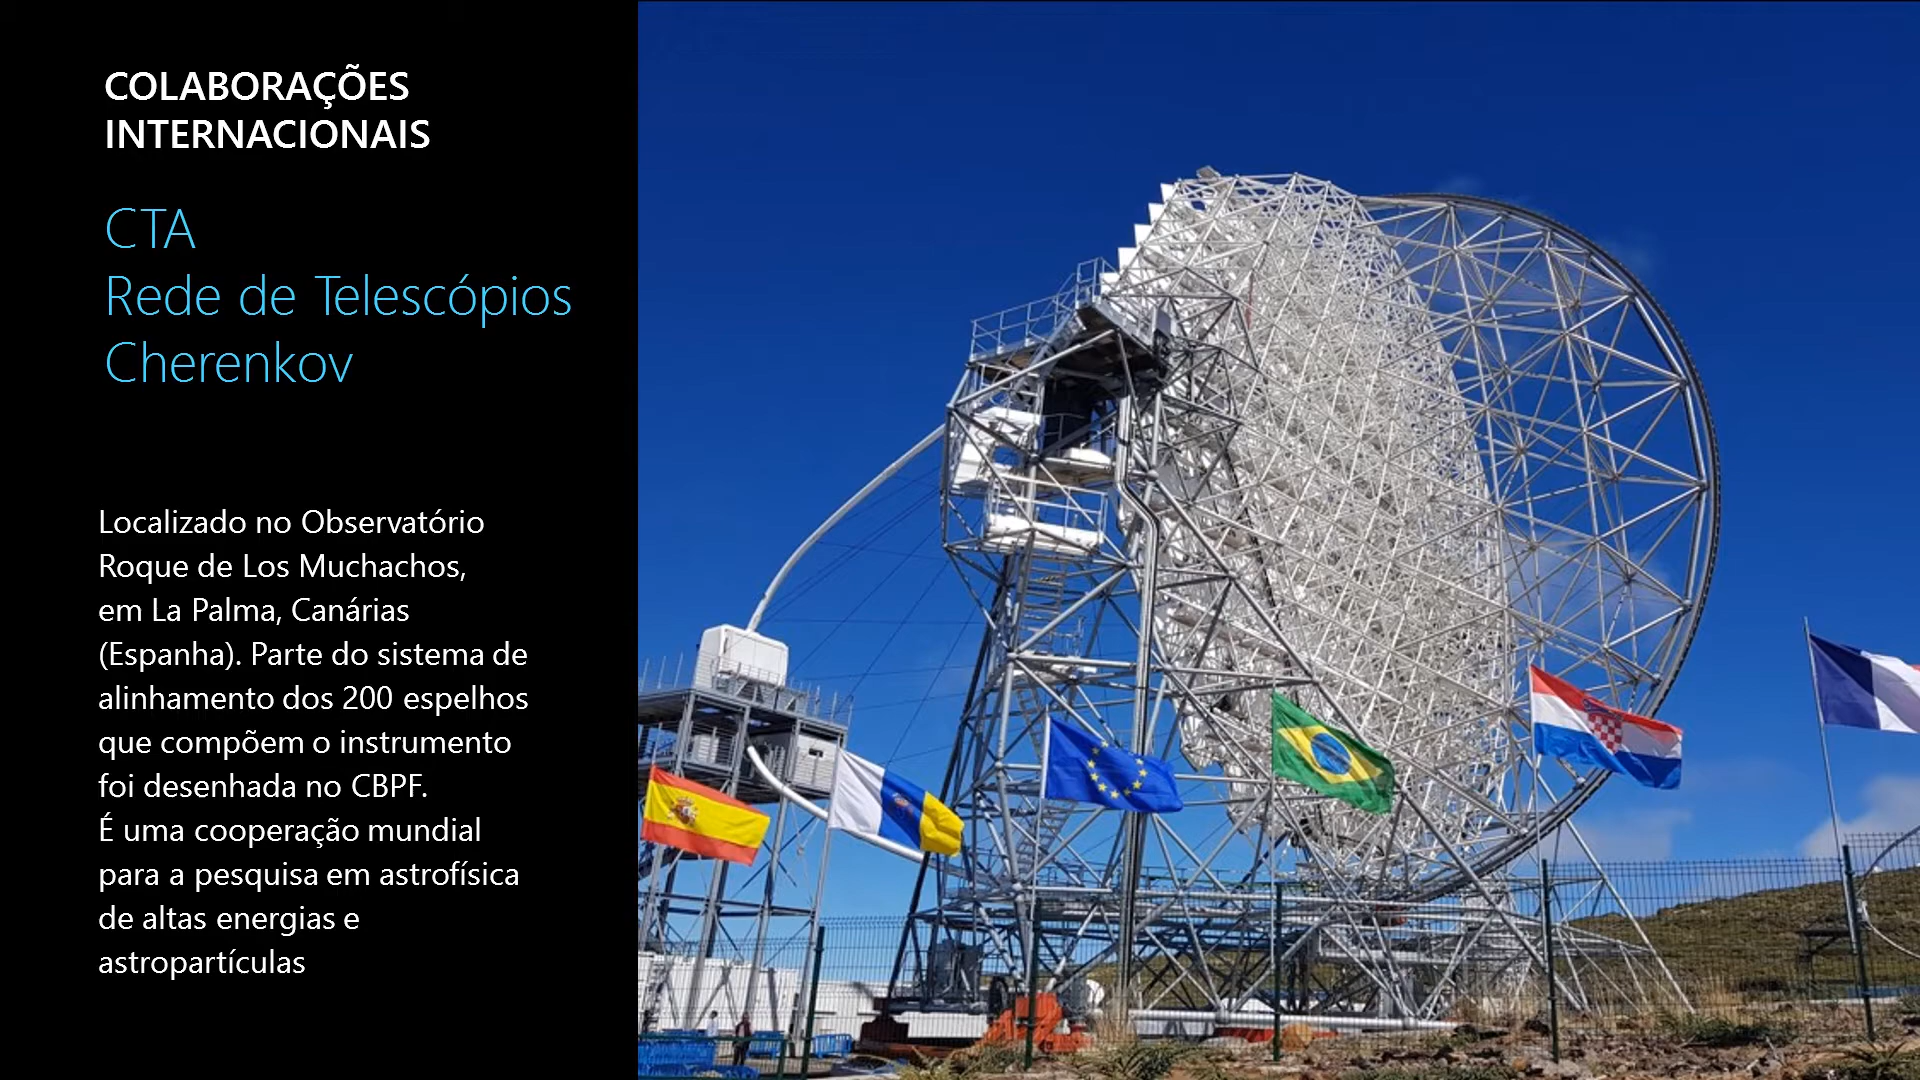 COLABORAÇÕES
INTERNACIONAIS
CTA
Rede de Telescópios
Cherenkov
Localizado no Observatório
Roque de Los Muchachos,
em La Palma, Canárias
(Espanha). Parte do sistema de
alinhamento dos 200 espelhos
que compõem o instrumento
foi desenhada no CBPF.
É uma cooperação mundial
para a pesquisa em astrofísica
de altas energias e
astropartículas